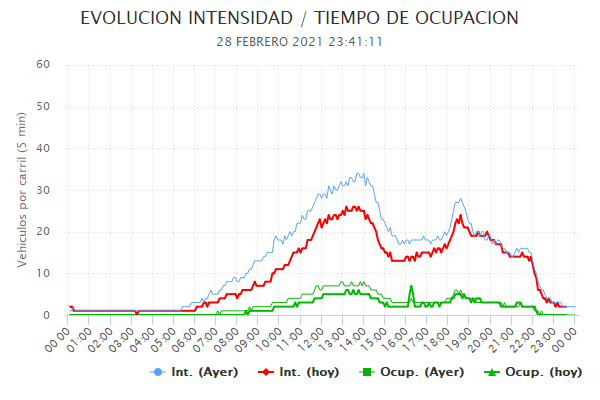 EVOLUCION INTENSIDAD / TIEMPO DE OCUPACION
28 FEBRERO 2021 23:41:11
Vehiculos por carril (5 min)
60
50
40
30
20
10
0
00:00 01:00 02:00 03:00 04:00 05:00 06:00 07:00 08:00 09:00 10:00 11:00 12:00 13:00 14:00 15:00 16:00 17:00 18:00 19:00 20:00 21:00 22:00 23:00 00:00
Int. (Ayer) Int. (hoy) Ocup. (Ayer) Ocup. (hoy)